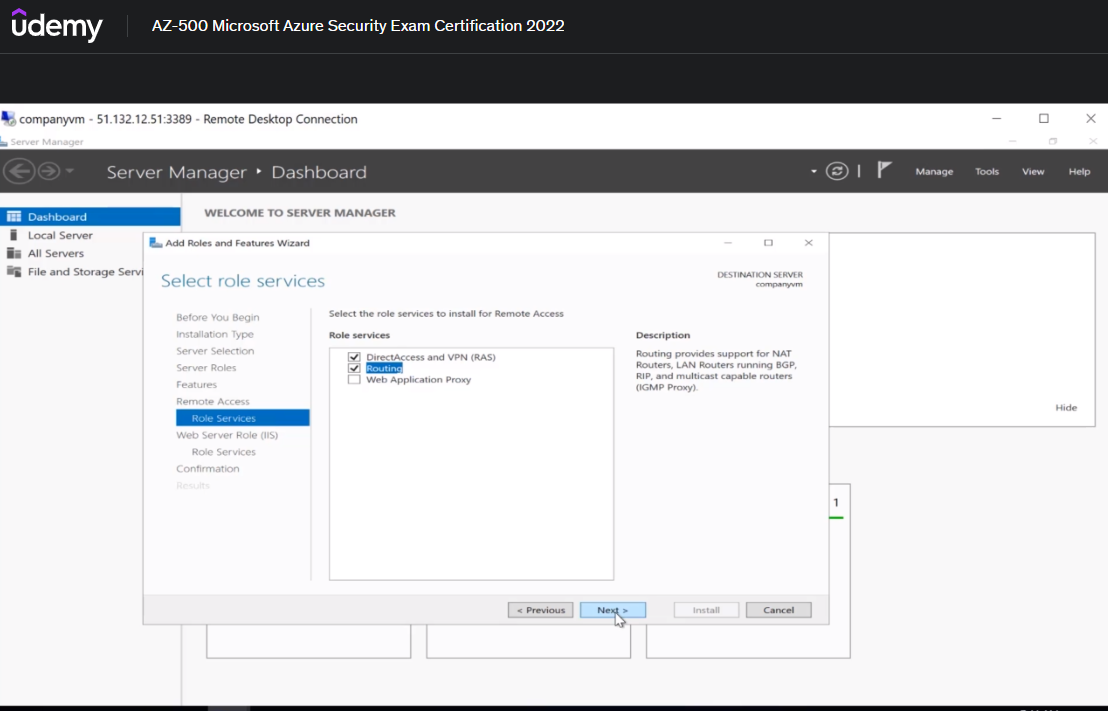 ûdemy
AZ-500 Microsoft Azure Security Exam Certification 2022
companyvm - 51.132.12.51:3389 - Remote Desktop Connection
Server Manager
Server Manager ‣ Dashboard
Manage
Tools
View
Help
Dashboard
Local Server
All Servers
File and Storage Servi
WELCOME TO SERVER MANAGER
Add Roles and Features Wizard
Select role services
DESTINATION SERVER
companyvm
Before You Begin
Installation Type
Server Selection
Server Roles
Features
Remote Access
Role Services
Web Server Role (IIS)
Role Services
Confirmation
Results
Select the role services to install for Remote Access
Role services
DirectAccess and VPN (RAS)
Routing
Web Application Proxy
Description
Routing provides support for NAT
Routers, LAN Routers running BGP,
RIP, and multicast capable routers
(IGMP Proxy).
Hide
1
< Previous
Next >
Install
Cancel